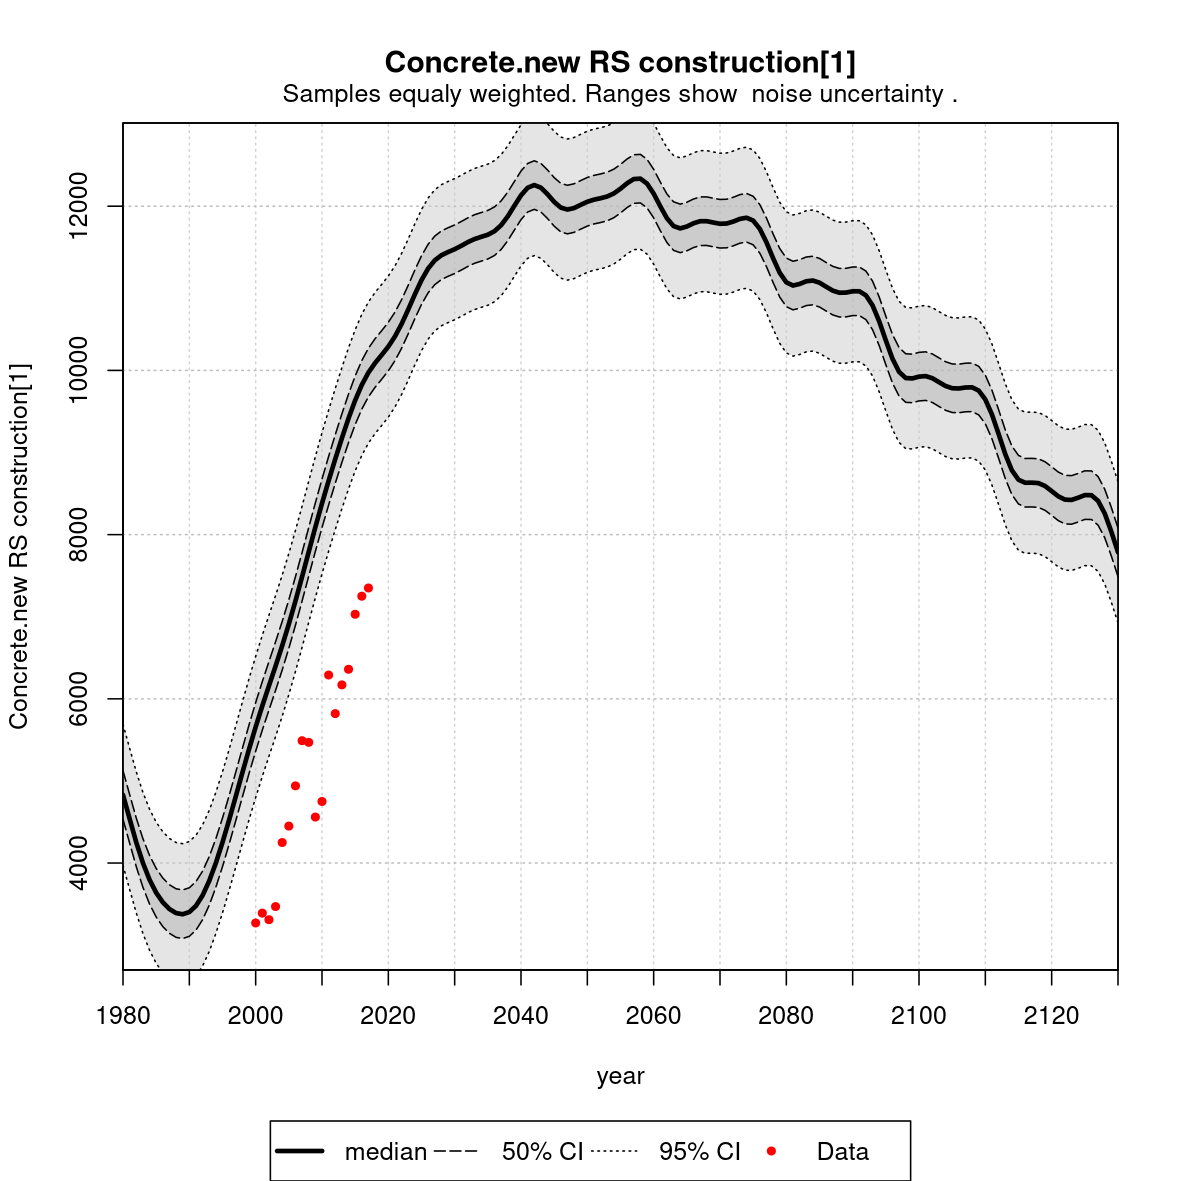 Concrete.new RS construction[1]
Samples equaly weighted. Ranges show  noise uncertainty .
Concrete.new RS construction[1]
12000
10000
8000
6000
4000
1980 2000 2020 2040 2060 2080 2100 2120
year
median 50% CI 95% CI Data